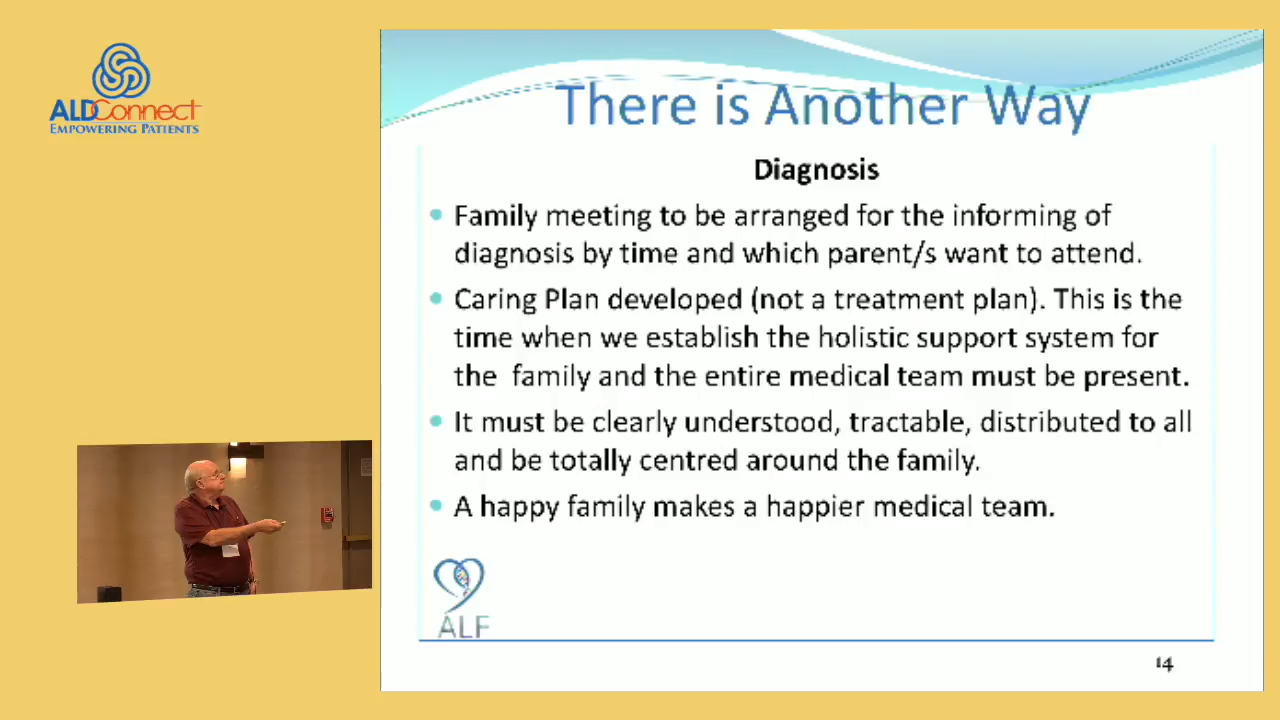 ALDConnect
EMPOWERING PATIENTS
There is Another Way
Diagnosis
• Family meeting to be arranged for the informing of
diagnosis by time and which parent/s want to attend.
• Caring Plan developed (not a treatment plan). This is the
time when we establish the holistic support system for
the family and the entire medical team must be present.
• It must be clearly understood, tractable, distributed to all
and be totally centred around the family.
• A happy family makes a happier medical team.
ALF
14